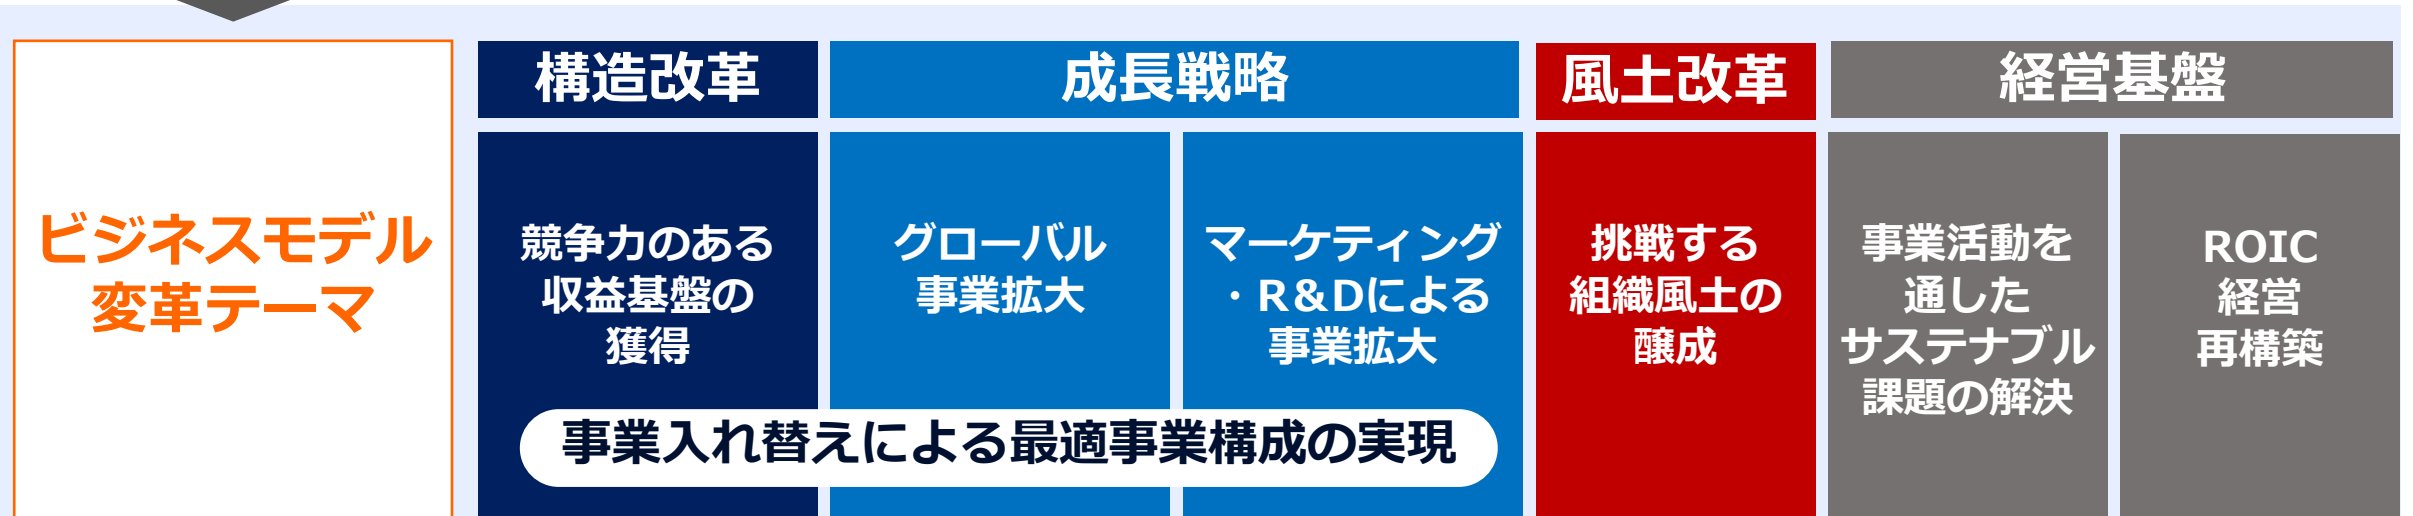 ビジネスモデル
変革テーマ
構造改革
成長戦略
風土改革
経営基盤
競争力のある
収益基盤の
獲得
グローバル
事業拡大
マーケティング
・R&Dによる
事業拡大
事業入れ替えによる最適事業構成の実現
挑戦する
組織風土の
醸成
事業活動を
通した
サステナブル
課題の解決
ROIC
経営
再構築